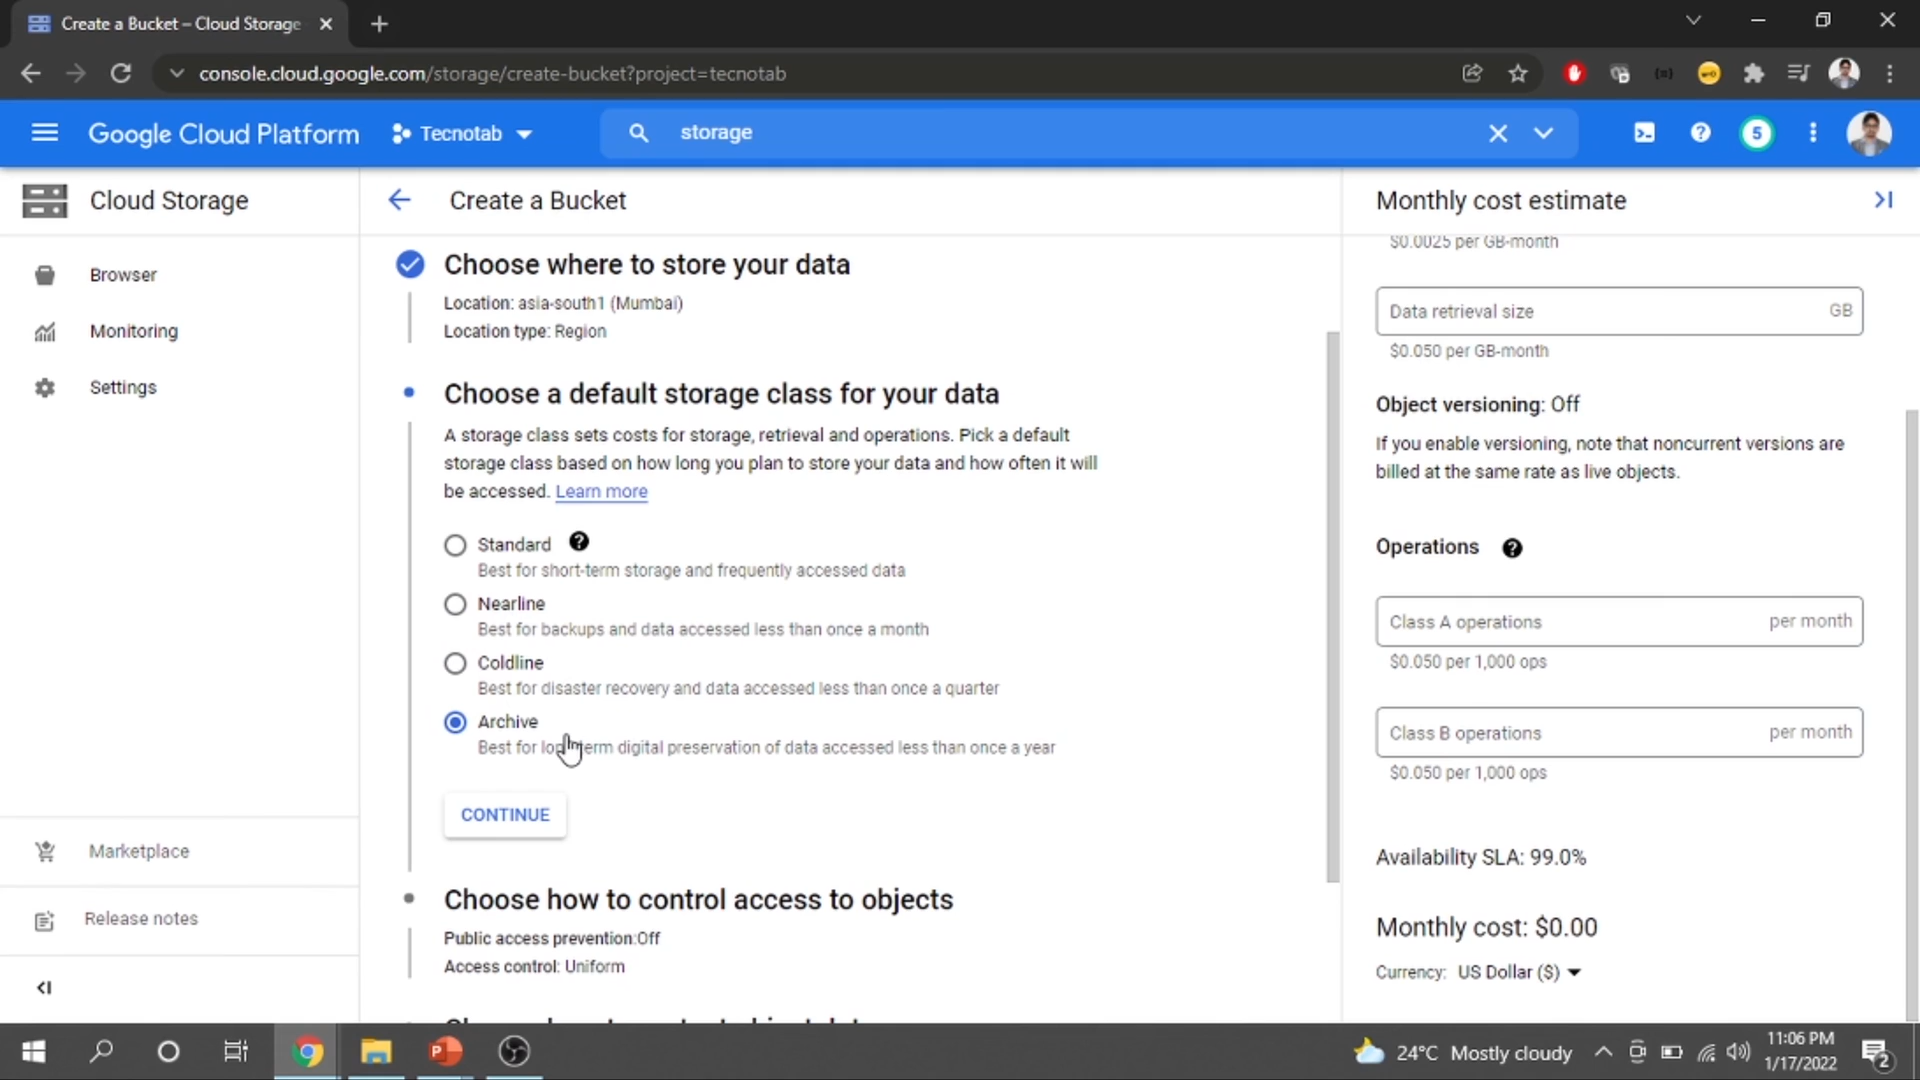 Create a Bucket – Cloud Storage
console.cloud.google.com/storage/create-bucket?project=tecnotab
Google Cloud Platform
Tecnotab
storage
5
Cloud Storage
Create a Bucket
Monthly cost estimate
Browser
Monitoring
Settings
Marketplace
Release notes
Choose where to store your data
Location: asia-south1 (Mumbai)
Location type: Region
Choose a default storage class for your data
A storage class sets costs for storage, retrieval and operations. Pick a default
storage class based on how long you plan to store your data and how often it will
be accessed. Learn more
Standard
Best for short-term storage and frequently accessed data
Nearline
Best for backups and data accessed less than once a month
Coldline
Best for disaster recovery and data accessed less than once a quarter
Archive
Best for long-term digital preservation of data accessed less than once a year
CONTINUE
Choose how to control access to objects
Public access prevention:Off
Access control: Uniform
$0.0025 per GB-month
Data retrieval size GB
$0.050 per GB-month
Object versioning: Off
If you enable versioning, note that noncurrent versions are
billed at the same rate as live objects.
Operations
Class A operations per month
$0.050 per 1,000 ops
Class B operations per month
$0.050 per 1,000 ops
Availability SLA: 99.0%
Monthly cost: $0.00
Currency: US Dollar ($)
24°C Mostly cloudy
11:06 PM
1/17/2022
2